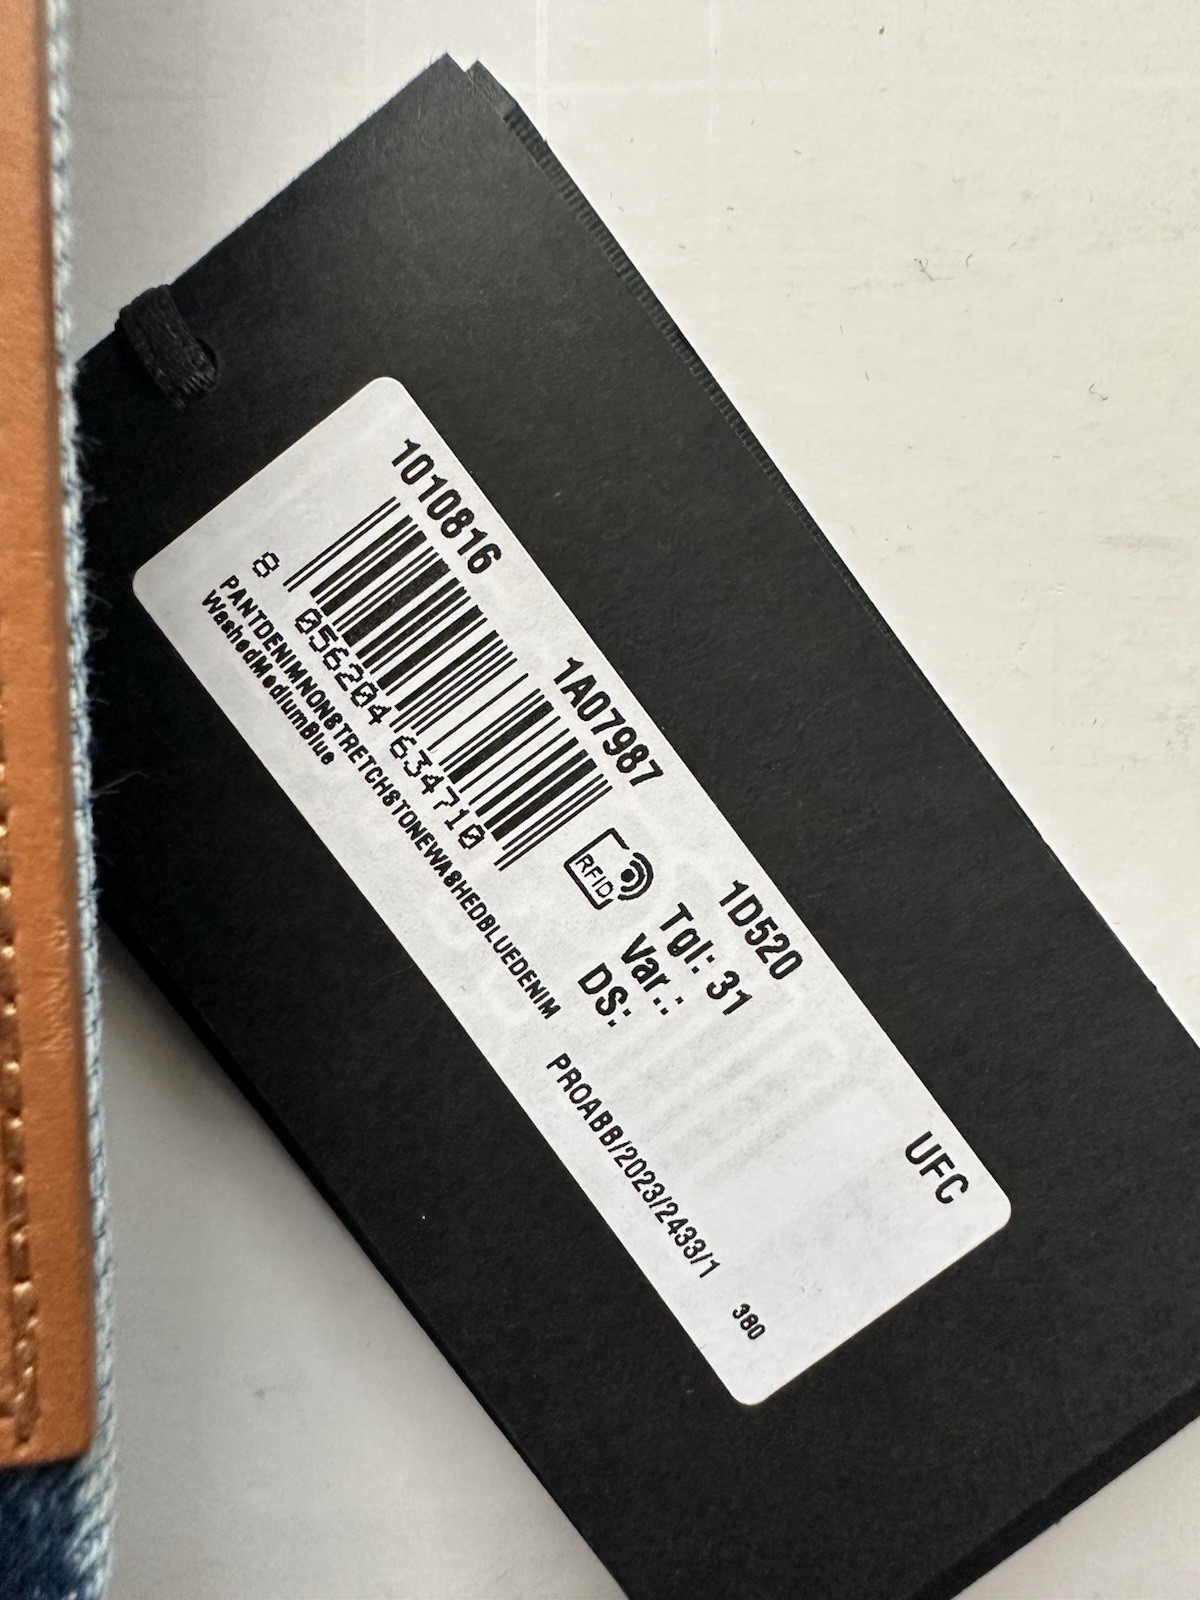 1010816 1A07987 1D520 UFC
8 056204 634710
RFID
Tgl: 31
Var.:
DS:
PANTDENIMNONSTRETCHSTONEWASHEDBLUEDENIM
WashedMediumBlue
PROABB/2023/2433/1
380